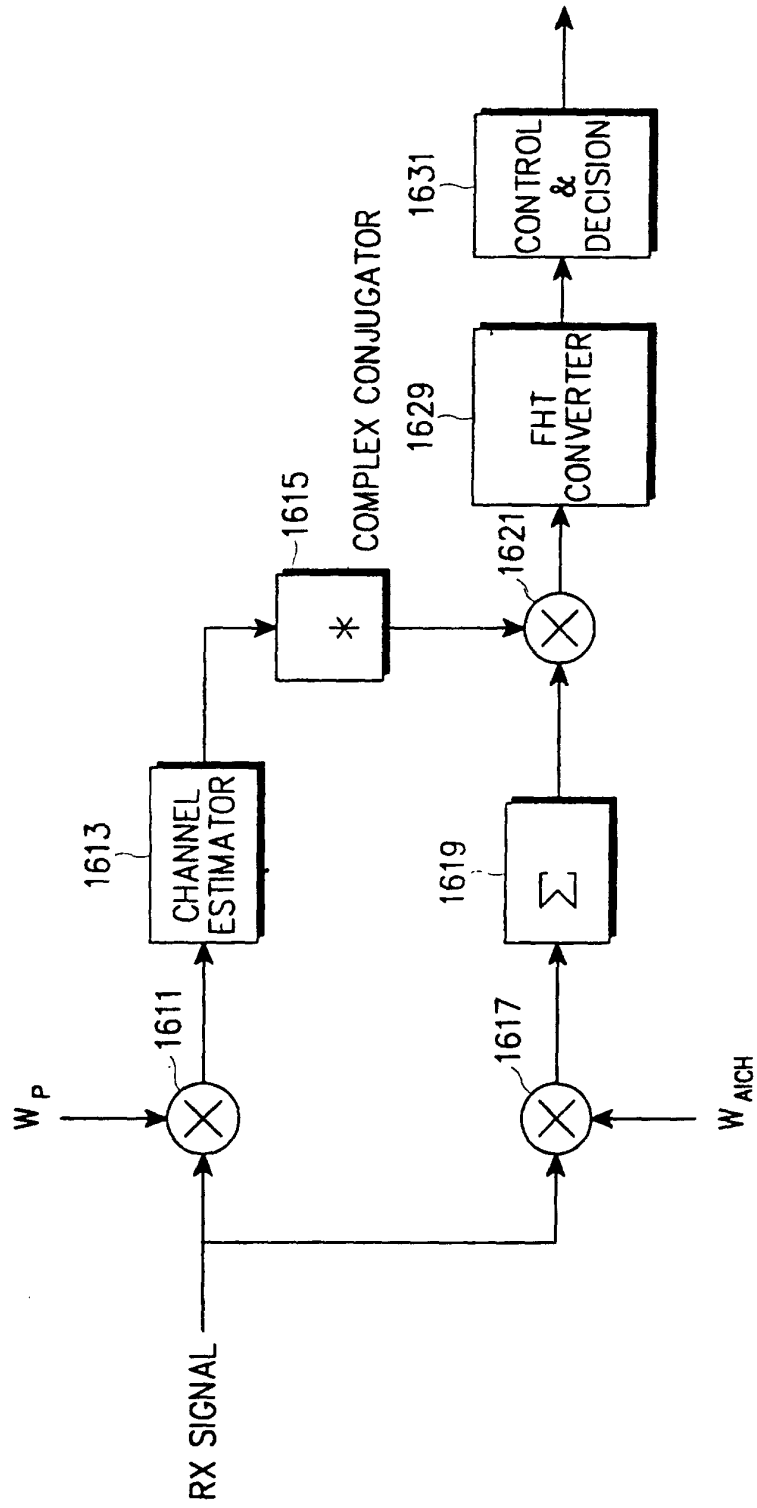 RX SIGNAL
W_P
1611
1613
CHANNEL
ESTIMATOR
1615
*
COMPLEX CONJUGATOR
W_AICH
1617
1619
Σ
1621
1629
FHT
CONVERTER
1631
CONTROL
&
DECISION